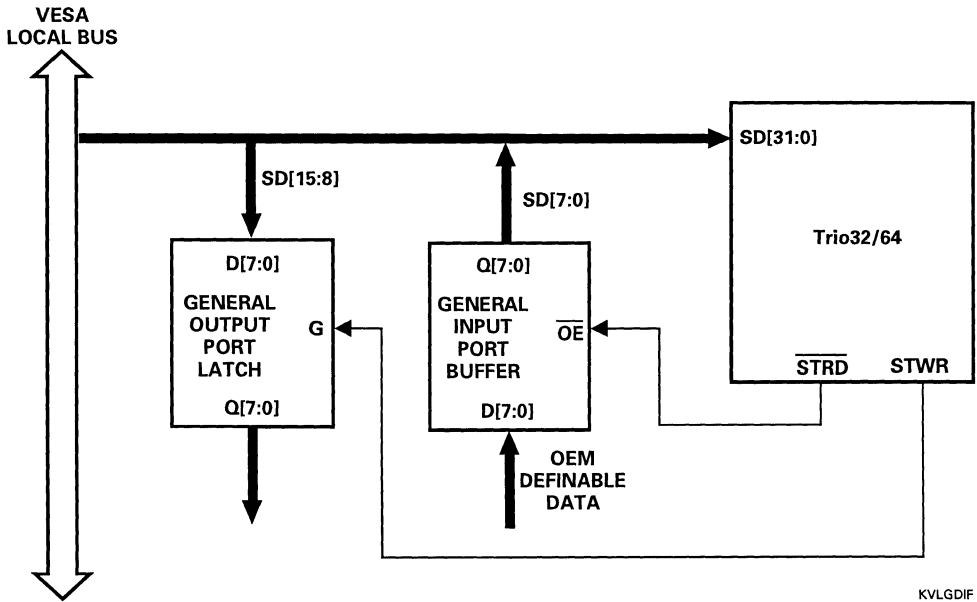 VESA
LOCAL BUS
SD[31:0]
SD[15:8]
SD[7:0]
Trio32/64
D[7:0]
GENERAL
OUTPUT
PORT
LATCH
G
Q[7:0]
Q[7:0]
GENERAL
INPUT
PORT
BUFFER
OE
D[7:0]
STRD
STWR
OEM
DEFINABLE
DATA
KVLGDIF